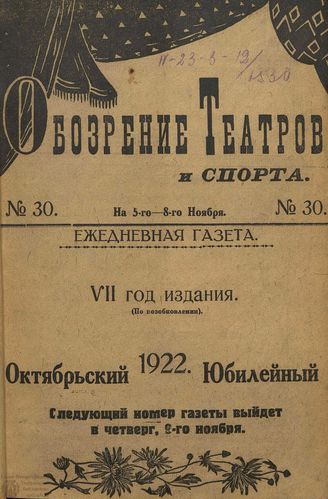 Обозрение Театров
и СПОРТА.
№ 30. На 5-го—8-го Ноября. № 30.
ЕЖЕДНЕВНАЯ ГАЗЕТА.
VII год издания.
(По возобновлении).
Октябрьский 1922. Юбилейный
Следующий номер газеты выйдет
в четверг, 9-го ноября.